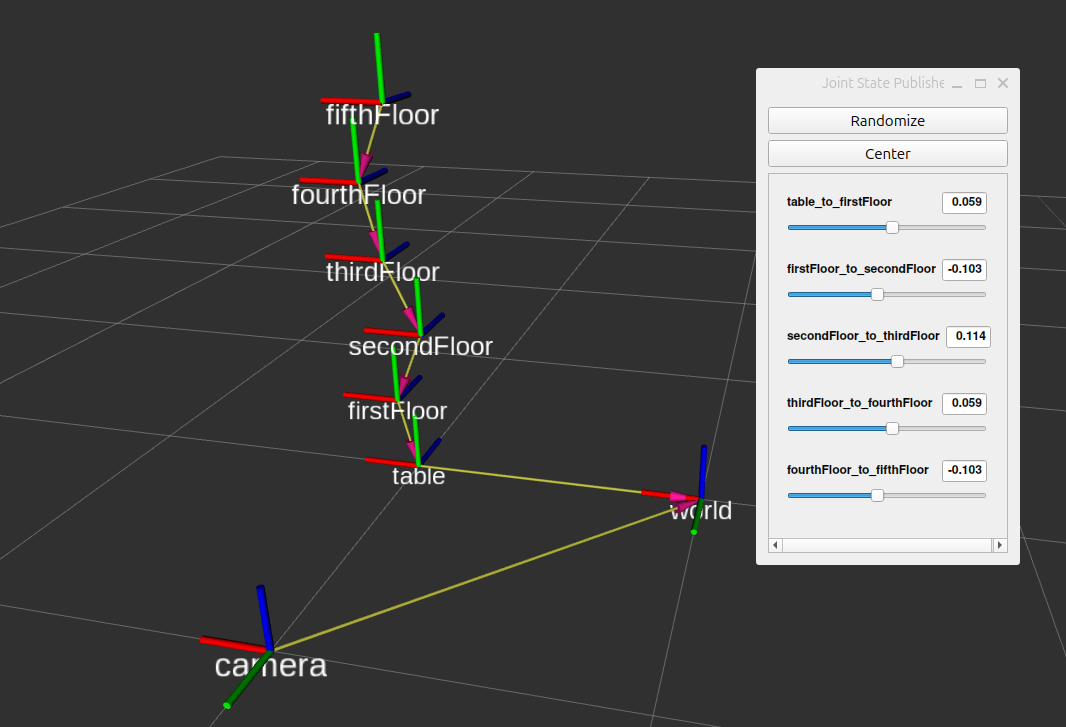 fifthFloor
fourthFloor
thirdFloor
secondFloor
firstFloor
table
world
camera
Joint State Publishe
Randomize
Center
table_to_firstFloor 0.059
firstFloor_to_secondFloor -0.103
secondFloor_to_thirdFloor 0.114
thirdFloor_to_fourthFloor 0.059
fourthFloor_to_fifthFloor -0.103